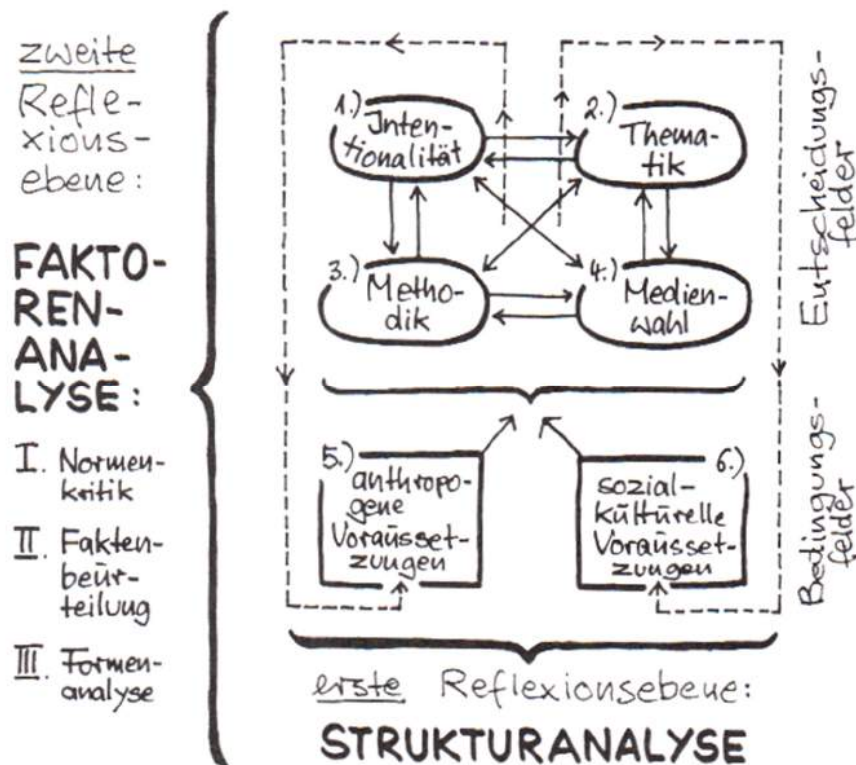 zweite
Refle-
xions-
ebene:
FAKTO-
REN-
ANA-
LYSE:
I. Normen-
kritik
II. Fakten-
beur-
teilung
III. Formen-
analyse
1.) Inten-
tionalität
2.) Thema-
tik
3.) Metho-
dik
4.) Medien-
wahl
Entscheidungs-
felder
5.) anthropo-
gene
Vorausset-
zungen
6.) sozial-
kulturelle
Vorausset-
zungen
Bedingungs-
felder
erste Reflexionsebene:
STRUKTURANALYSE